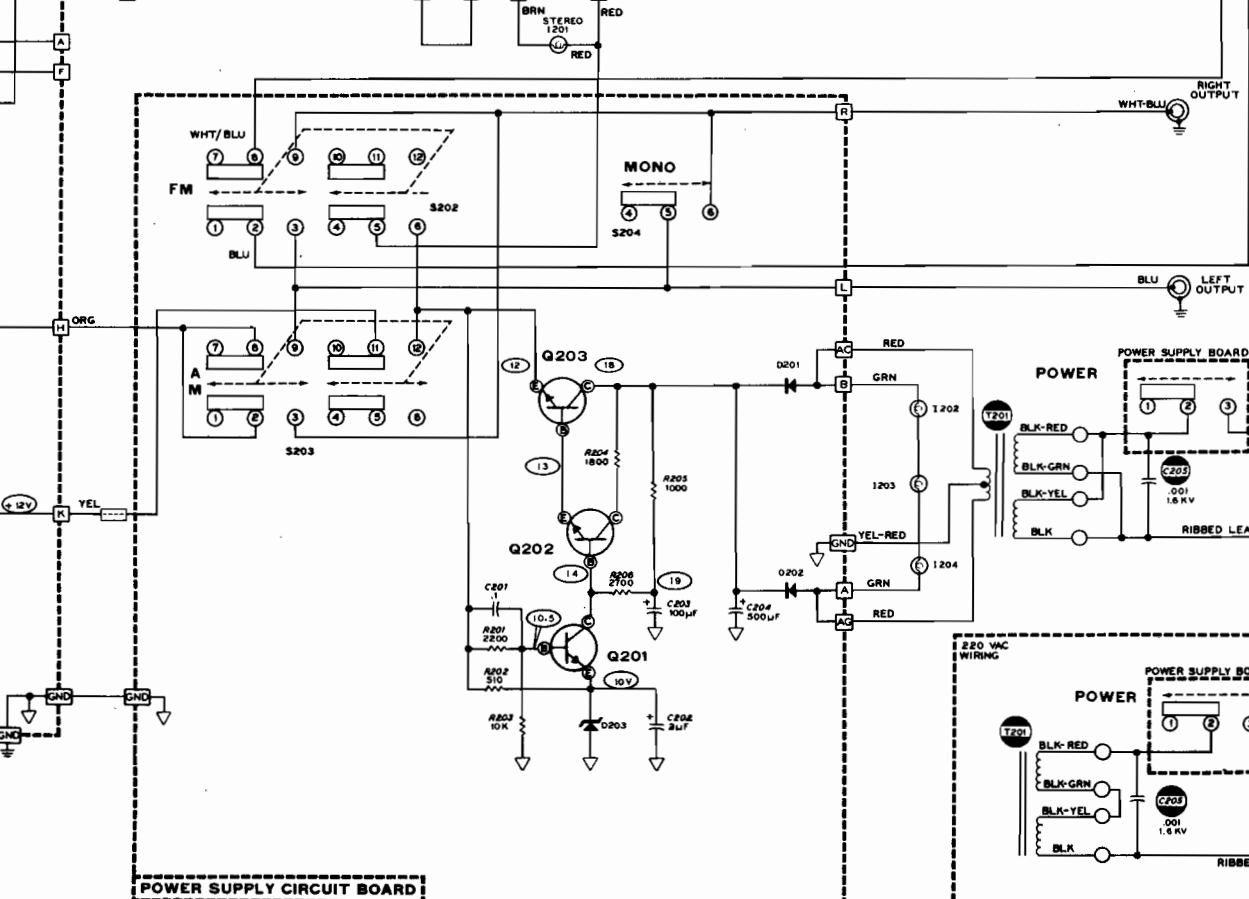 BRN
RED
STEREO
1201
RED
A
F
RIGHT
OUTPUT
WHT-BLU
R
WHT/BLU
7 8 9 10 11 12
FM
MONO
S202
1 2 3 4 5 6
4 5 6
S204
BLU
BLU
LEFT
OUTPUT
L
H
ORG
7 8 9 10 11 12
A
M
1 2 3 4 5 6
S203
12
Q203
18
E
C
B
D201
AC
RED
B
GRN
POWER SUPPLY BOARD
POWER
1 2 3
I202
T201
BLK-RED
BLK-GRN
BLK-YEL
BLK
C205
.001
1.6 KV
RIBBED LEA
R204
1800
13
R205
1000
I203
+12V
K
YEL
E
C
Q202
B
GND
YEL-RED
14
R206
2700
19
D202
I204
A
GRN
C201
.1
C203
100µF
C204
500µF
RED
R201
2200
10.5
C
B
Q201
E
R202
510
10V
220 VAC
WIRING
POWER SUPPLY BO
POWER
1 2
GND
GND
GND
R203
10K
D203
C202
2µF
T201
BLK-RED
BLK-GRN
BLK-YEL
BLK
C205
.001
1.6 KV
RIBBE
POWER SUPPLY CIRCUIT BOARD